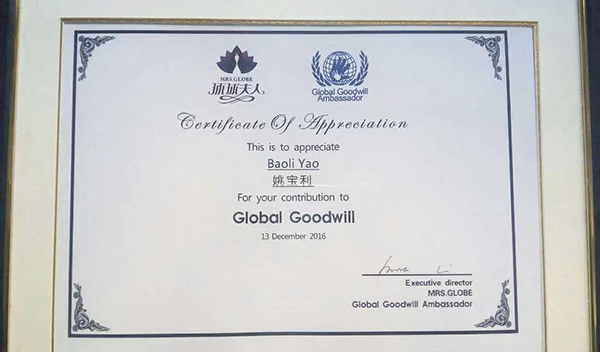 MRS.GLOBE
环球夫人
Global Goodwill
Ambassador
Certificate Of Appreciation
This is to appreciate
Baoli Yao
姚宝利
For your contribution to
Global Goodwill
13 December 2016
Executive director
MRS.GLOBE
Global Goodwill Ambassador